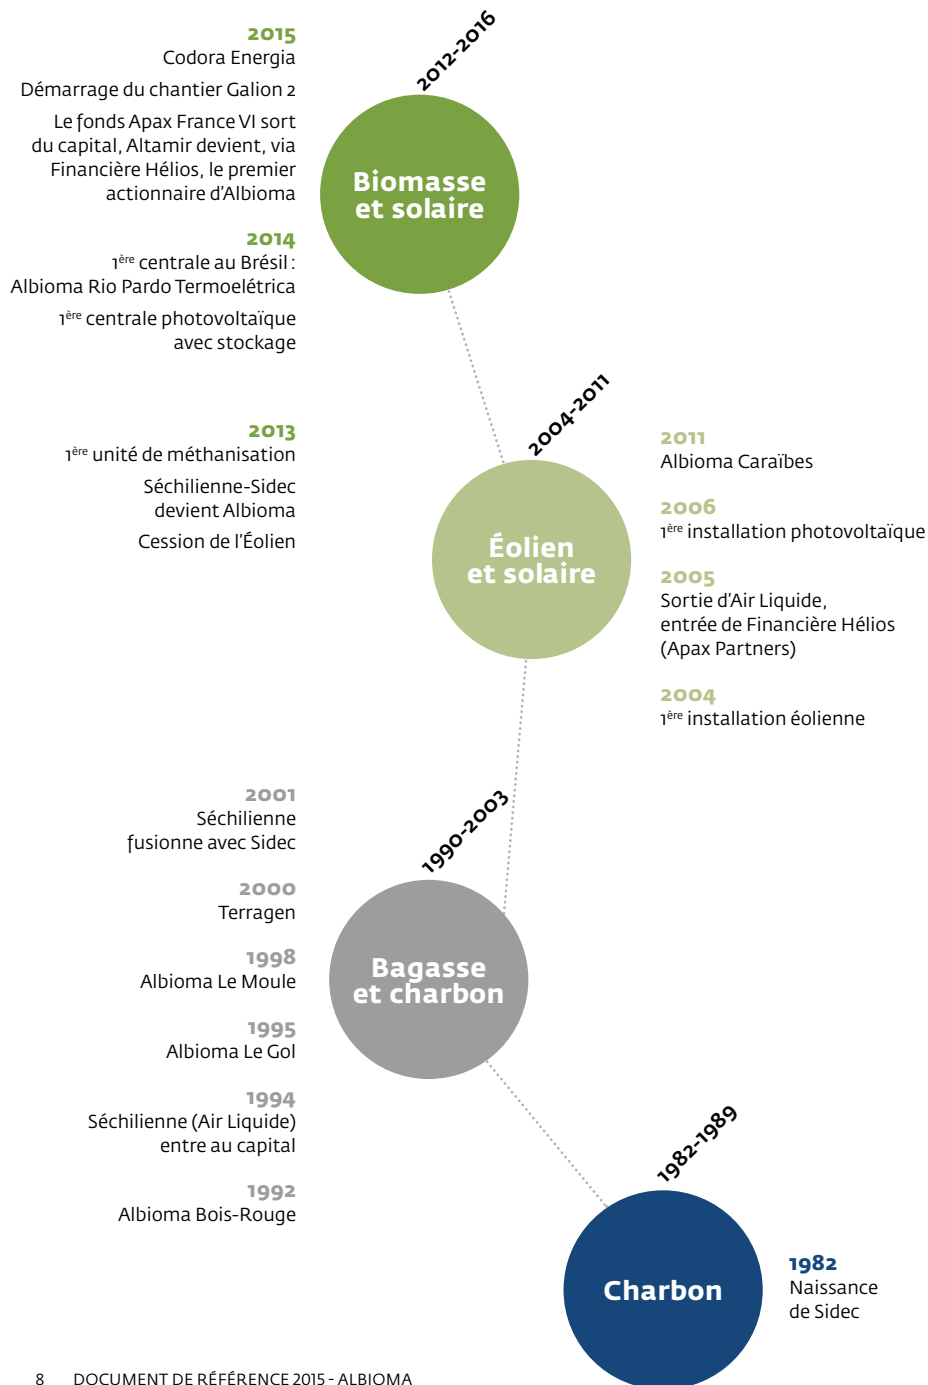 2012-2016
Biomasse
et solaire
2015
Codora Energia
Démarrage du chantier Galion 2
Le fonds Apax France VI sort
du capital, Altamir devient, via
Financière Hélios, le premier
actionnaire d'Albioma
2014
1ère centrale au Brésil :
Albioma Rio Pardo Termoelétrica
1ère centrale photovoltaïque
avec stockage
2013
1ère unité de méthanisation
Séchilienne-Sidec
devient Albioma
Cession de l'Éolien
2004-2011
Éolien
et solaire
2011
Albioma Caraïbes
2006
1ère installation photovoltaïque
2005
Sortie d'Air Liquide,
entrée de Financière Hélios
(Apax Partners)
2004
1ère installation éolienne
1990-2003
Bagasse
et charbon
2001
Séchilienne
fusionne avec Sidec
2000
Terragen
1998
Albioma Le Moule
1995
Albioma Le Gol
1994
Séchilienne (Air Liquide)
entre au capital
1992
Albioma Bois-Rouge
1982-1989
Charbon
1982
Naissance
de Sidec
8 DOCUMENT DE RÉFÉRENCE 2015 - ALBIOMA